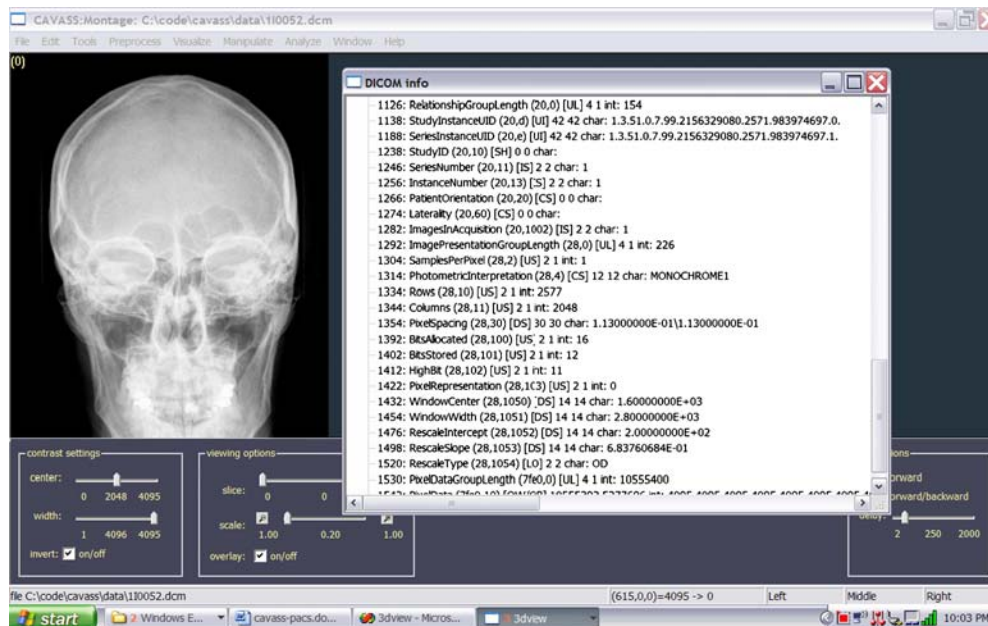 CAVASS:Montage: C:\code\cavass\data\1I0052.dcm
File Edit Tools Preprocess Visualize Manipulate Analyze Window Help
(0)
DICOM info
1126: RelationshipGroupLength (20,0) [UL] 4 1 int: 154
1138: StudyInstanceUID (20,d) [UI] 42 42 char: 1.3.51.0.7.99.2156329080.2571.983974697.0.
1188: SeriesInstanceUID (20,e) [UI] 42 42 char: 1.3.51.0.7.99.2156329080.2571.983974697.1.
1238: StudyID (20,10) [SH] 0 0 char:
1246: SeriesNumber (20,11) [IS] 2 2 char: 1
1256: InstanceNumber (20,13) [IS] 2 2 char: 1
1266: PatientOrientation (20,20) [CS] 0 0 char:
1274: Laterality (20,60) [CS] 0 0 char:
1282: ImagesInAcquisition (20,1002) [IS] 2 2 char: 1
1292: ImagePresentationGroupLength (28,0) [UL] 4 1 int: 226
1304: SamplesPerPixel (28,2) [US] 2 1 int: 1
1314: PhotometricInterpretation (28,4) [CS] 12 12 char: MONOCHROME1
1334: Rows (28,10) [US] 2 1 int: 2577
1344: Columns (28,11) [US] 2 1 int: 2048
1354: PixelSpacing (28,30) [DS] 30 30 char: 1.13000000E-01\1.13000000E-01
1392: BitsAllocated (28,100) [US] 2 1 int: 16
1402: BitsStored (28,101) [US] 2 1 int: 12
1412: HighBit (28,102) [US] 2 1 int: 11
1422: PixelRepresentation (28,103) [US] 2 1 int: 0
1432: WindowCenter (28,1050) [DS] 14 14 char: 1.60000000E+03
1454: WindowWidth (28,1051) [DS] 14 14 char: 2.80000000E+03
1476: RescaleIntercept (28,1052) [DS] 14 14 char: 2.00000000E+02
1498: RescaleSlope (28,1053) [DS] 14 14 char: 6.83760684E-01
1520: RescaleType (28,1054) [LO] 2 2 char: OD
1530: PixelDataGroupLength (7fe0,0) [UL] 4 1 int: 10555400
contrast settings
center:
0 2048 4095
width:
1 4096 4095
invert: on/off
viewing options
slice:
0 0
scale:
1.00 0.20 1.00
overlay: on/off
forward/backward
delay:
2 250 2000
file C:\code\cavass\data\1I0052.dcm (615,0,0)=4095 -> 0 Left Middle Right
start 2 Windows E... cavass-pacs.do... 3dview - Micros... 3 3dview 10:03 PM